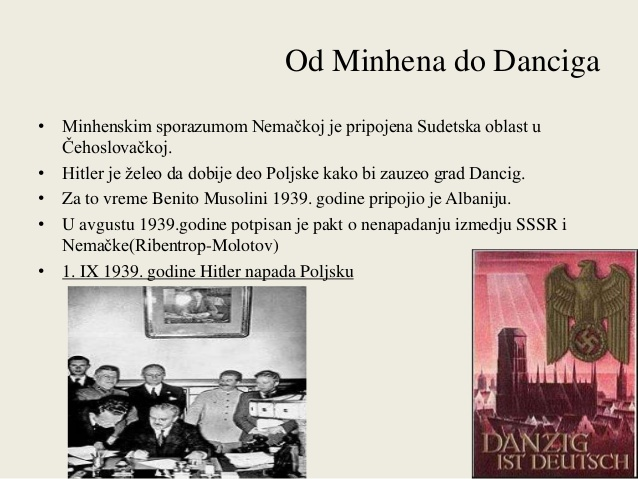 Od Minhena do Danciga
• Minhenskim sporazumom Nemačkoj je pripojena Sudetska oblast u
Čehoslovačkoj.
• Hitler je želeo da dobije deo Poljske kako bi zauzeo grad Dancig.
• Za to vreme Benito Musolini 1939. godine pripojio je Albaniju.
• U avgustu 1939.godine potpisan je pakt o nenapadanju izmedju SSSR i
Nemačke(Ribentrop-Molotov)
• 1. IX 1939. godine Hitler napada Poljsku
DANZIG
IST DEUTSCH